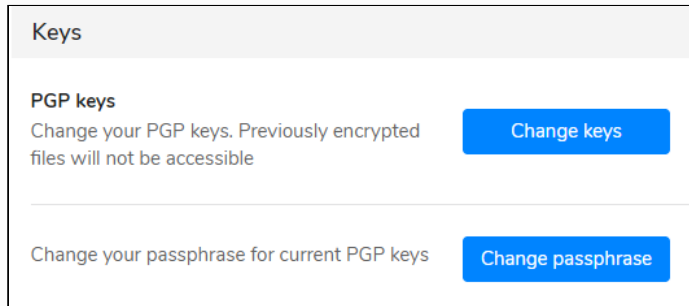 Keys
PGP keys
Change your PGP keys. Previously encrypted
files will not be accessible
Change keys
Change your passphrase for current PGP keys
Change passphrase